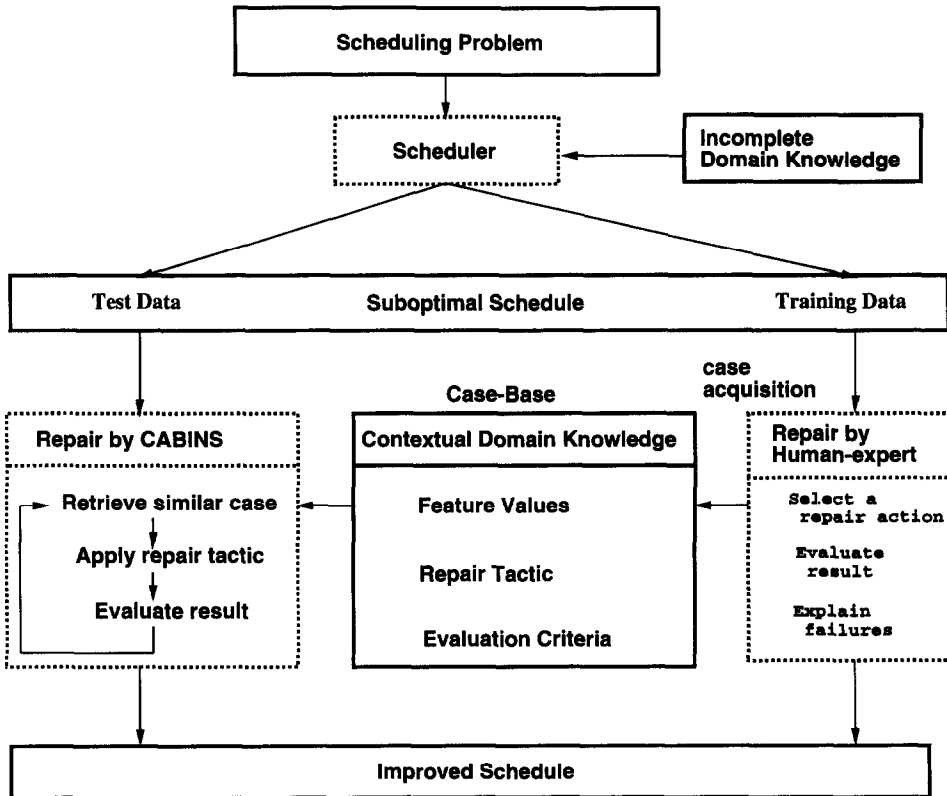 Scheduling Problem
Scheduler
Incomplete
Domain Knowledge
Test Data
Suboptimal Schedule
Training Data
case
acquisition
Case-Base
Repair by CABINS
Retrieve similar case
Apply repair tactic
Evaluate result
Contextual Domain Knowledge
Feature Values
Repair Tactic
Evaluation Criteria
Repair by
Human-expert
Select a
repair action
Evaluate
result
Explain
failures
Improved Schedule